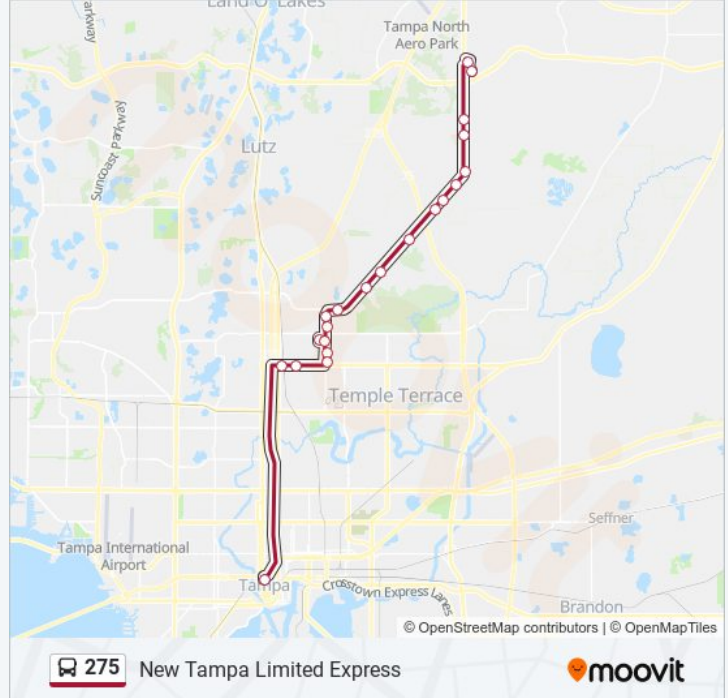 Land O' Lakes
Tampa North
Aero Park
Parkway
Suncoast Parkway
Lutz
Temple Terrace
Seffner
Tampa International
Airport
Tampa
Crosstown Express Lanes
Brandon
© OpenStreetMap contributors | © OpenMapTiles
275 New Tampa Limited Express
moovit